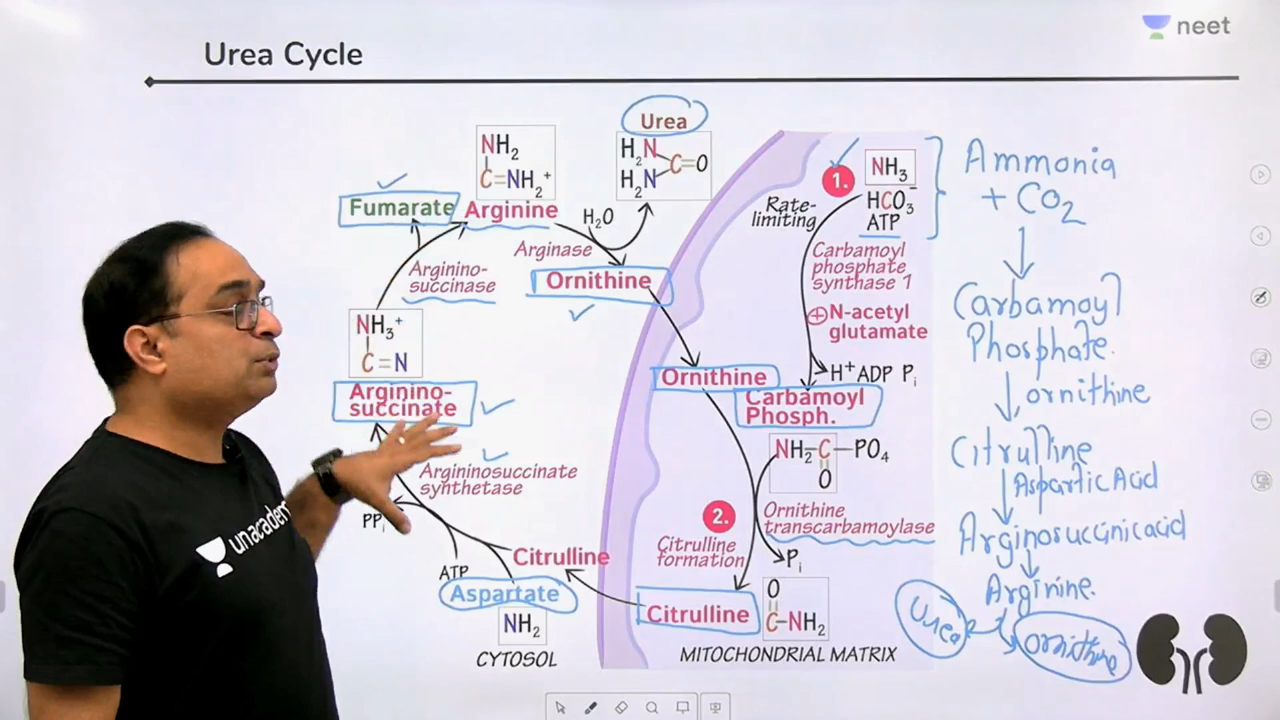 Urea Cycle
neet
Urea
NH2
C=NH2+
H2N
C=O
H2N
Fumarate
Arginine
H2O
Arginase
Ornithine
Arginino-
succinase
NH3+
C=N
Arginino-
succinate
Argininosuccinate
synthetase
PPi
ATP
Citrulline
Aspartate
NH2
CYTOSOL
1.
NH3
HCO3-
ATP
Rate-
limiting
Carbamoyl
phosphate
synthase 1
+ N-acetyl
glutamate
H+ ADP Pi
Ornithine
Carbamoyl
Phosph.
NH2-C-PO4
O
2.
Ornithine
transcarbamoylase
Citrulline
formation
Pi
Citrulline
O
C-NH2
MITOCHONDRIAL MATRIX
Ammonia
+ CO2
Carbamoyl
Phosphate.
ornithine
Citrulline
Aspartic Acid
Arginosuccinic acid
Arginine.
Urea
ornithine
unacadem